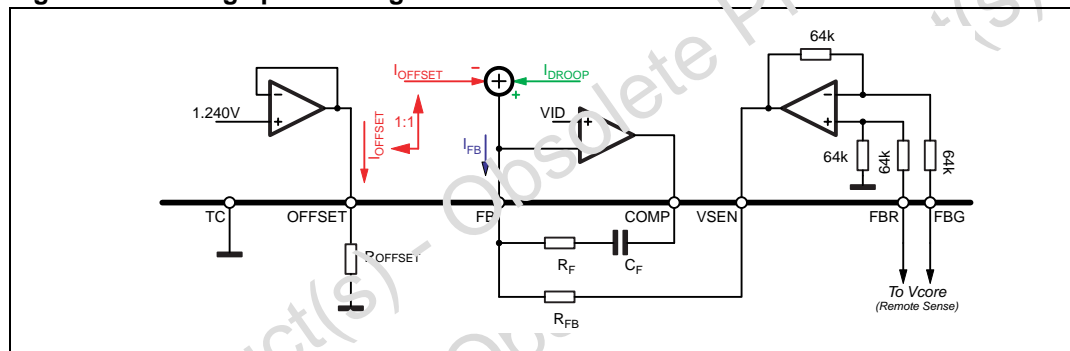 64k
IOFFSET
IDROOP
1.240V
1:1
VID
IOFFSET
IFB
64k
64k
64k
TC
OFFSET
FB
COMP
VSEN
FBR
FBG
ROFFSET
RF
CF
RFB
To Vcore
(Remote Sense)
Obsolete